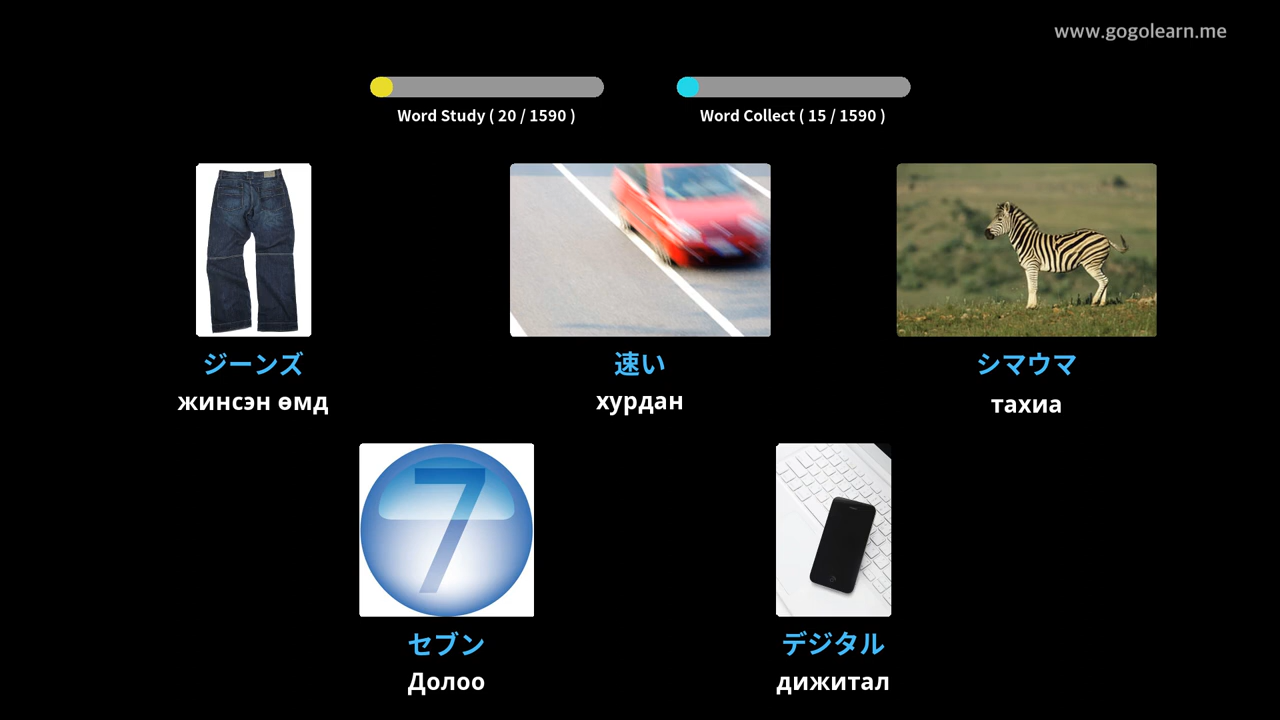 www.gogolearn.me
Word Study ( 20 / 1590 )
Word Collect ( 15 / 1590 )
ジーンズ
жинсэн өмд
速い
хурдан
シマウマ
тахиа
7
セブン
Долоо
デジタル
дижитал